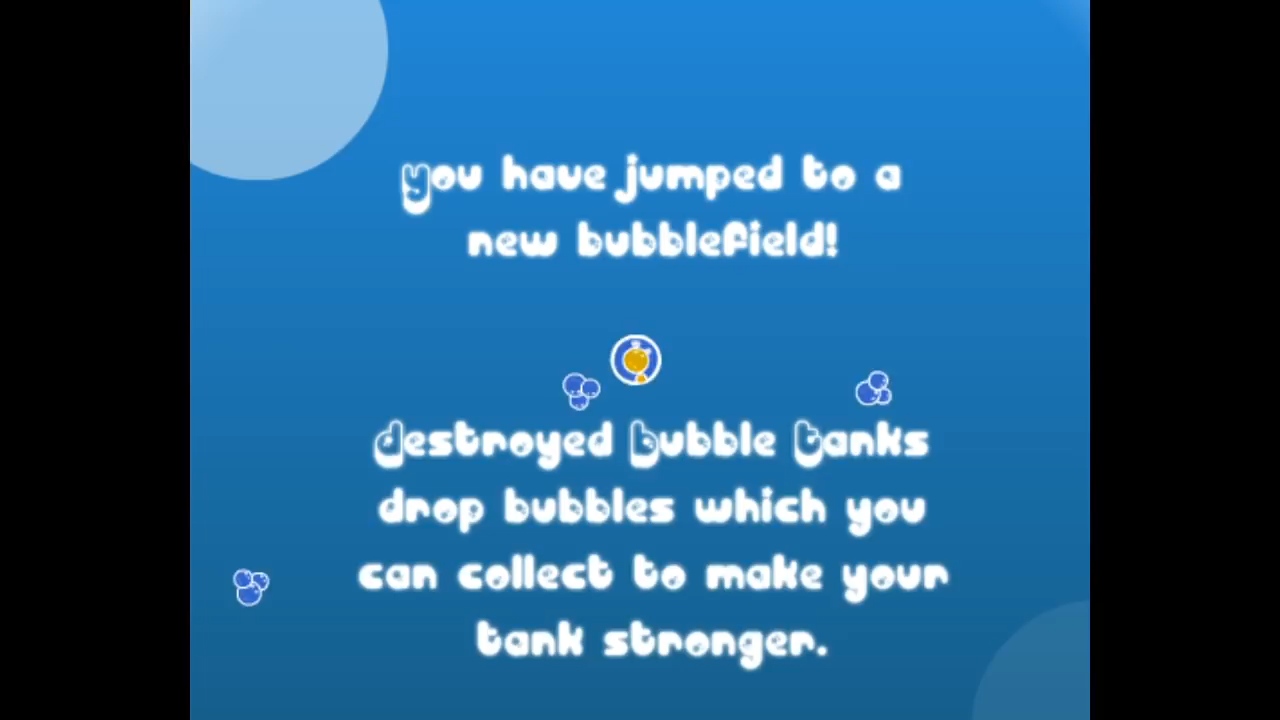 You have jumped to a
new bubblefield!
Destroyed Bubble Tanks
drop bubbles which you
can collect to make your
tank stronger.